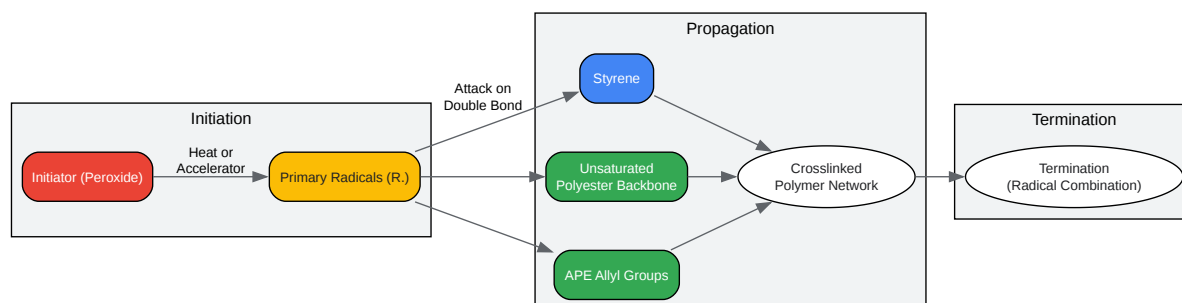 Initiation
Initiator (Peroxide)
Heat or
Accelerator
Primary Radicals (R.)
Attack on
Double Bond
Propagation
Styrene
Unsaturated
Polyester Backbone
APE Allyl Groups
Crosslinked
Polymer Network
Termination
Termination
(Radical Combination)